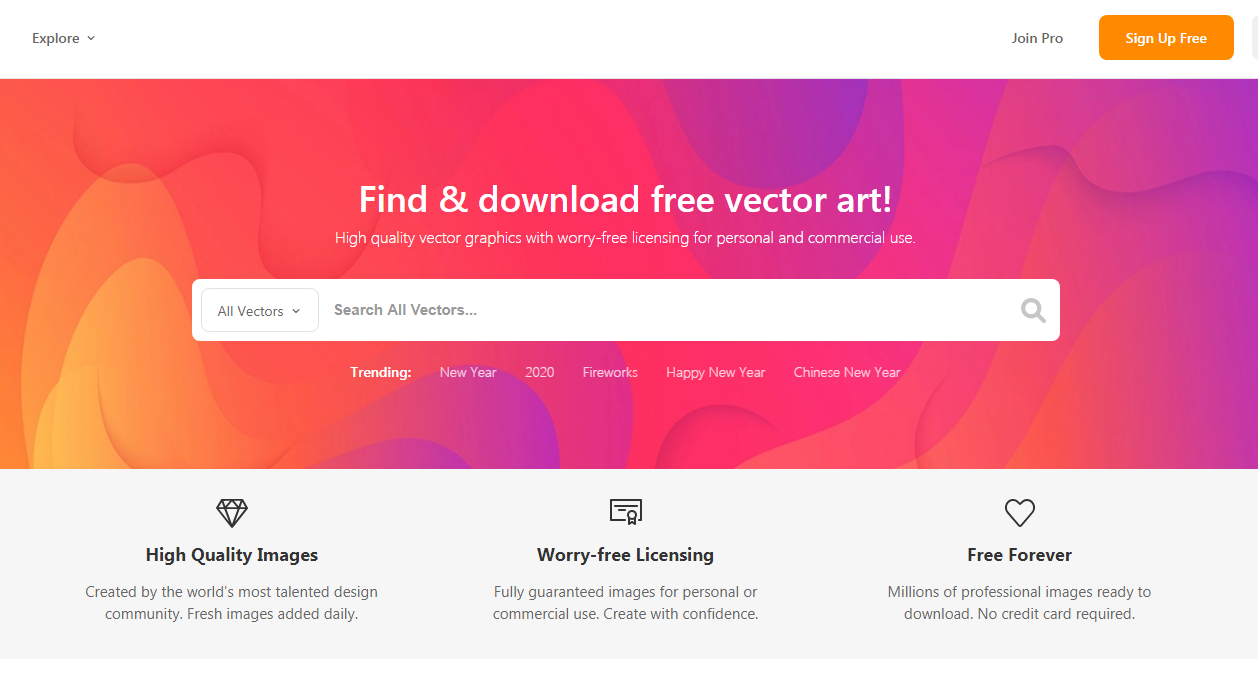 Explore
Join Pro
Sign Up Free
Find & download free vector art!
High quality vector graphics with worry-free licensing for personal and commercial use.
All Vectors
Search All Vectors...
Trending: New Year 2020 Fireworks Happy New Year Chinese New Year
High Quality Images
Created by the world's most talented design
community. Fresh images added daily.
Worry-free Licensing
Fully guaranteed images for personal or
commercial use. Create with confidence.
Free Forever
Millions of professional images ready to
download. No credit card required.